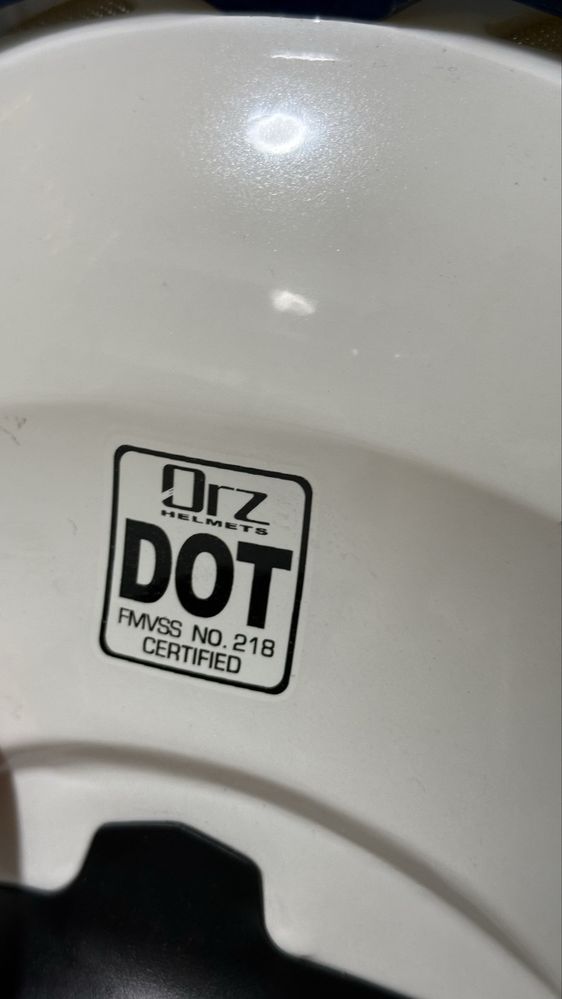 Orz
HELMETS
DOT
FMVSS NO. 218
CERTIFIED